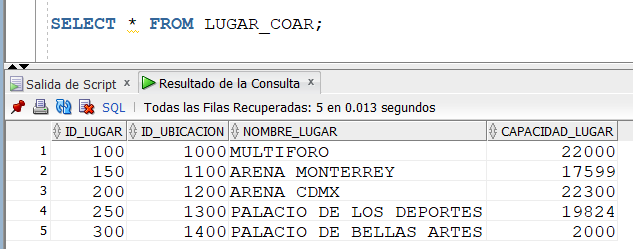 SELECT * FROM LUGAR_COAR;
Salida de Script x Resultado de la Consulta x
SQL | Todas las Filas Recuperadas: 5 en 0.013 segundos
ID_LUGAR ID_UBICACION NOMBRE_LUGAR CAPACIDAD_LUGAR
1 100 1000 MULTIFORO 22000
2 150 1100 ARENA MONTERREY 17599
3 200 1200 ARENA CDMX 22300
4 250 1300 PALACIO DE LOS DEPORTES 19824
5 300 1400 PALACIO DE BELLAS ARTES 2000